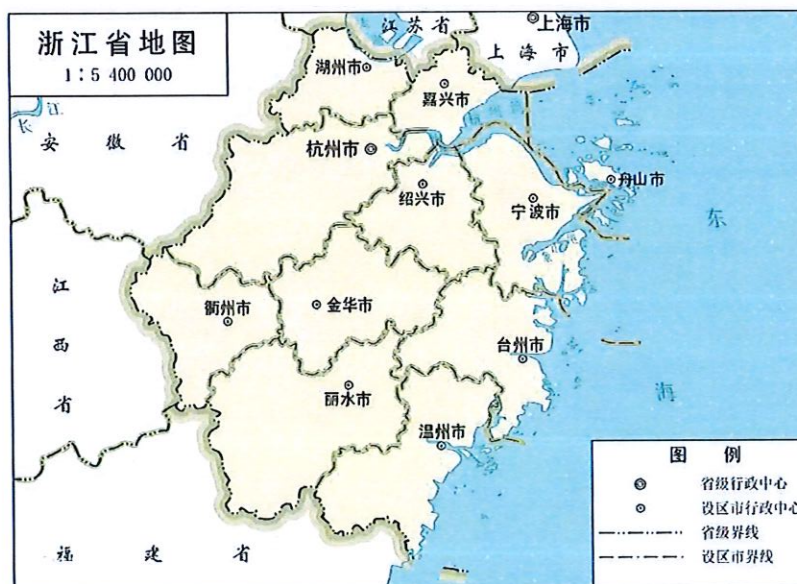 浙江省地图
1:5 400 000
江苏省
上海市
上海市
湖州市
嘉兴市
杭州湾
长江
安徽省
杭州市
绍兴市
宁波市
舟山市
东海
江西省
衢州市
金华市
台州市
丽水市
温州市
福建省
图例
省级行政中心
设区市行政中心
省级界线
设区市界线